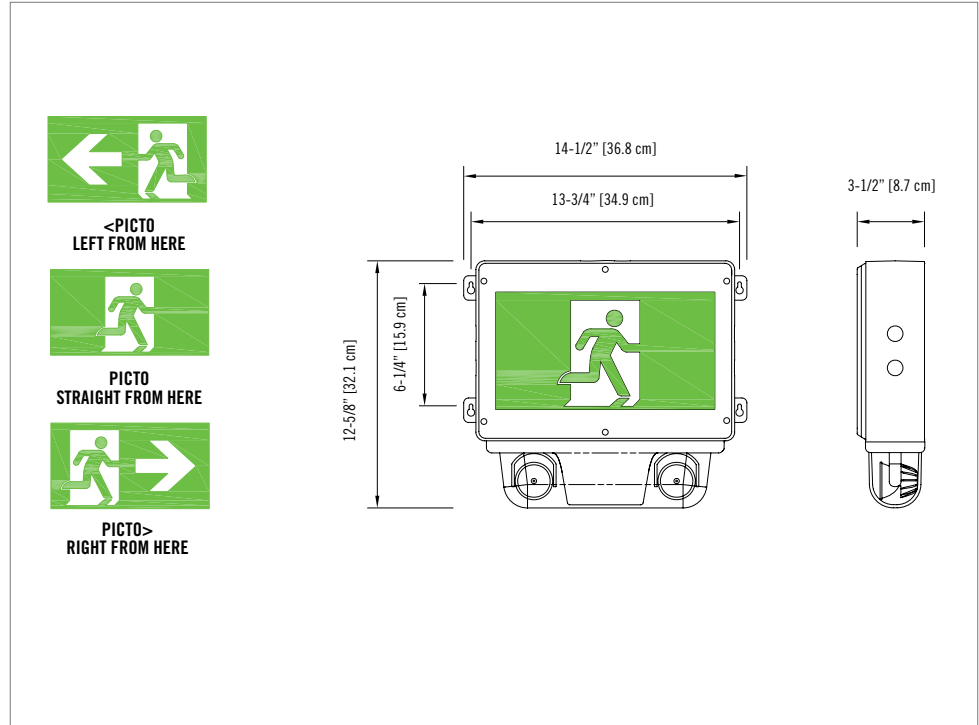 <PICTO
LEFT FROM HERE
PICTO
STRAIGHT FROM HERE
PICTO>
RIGHT FROM HERE
14-1/2” [36.8 cm]
13-3/4” [34.9 cm]
12-5/8” [32.1 cm]
6-1/4” [15.9 cm]
3-1/2” [8.7 cm]